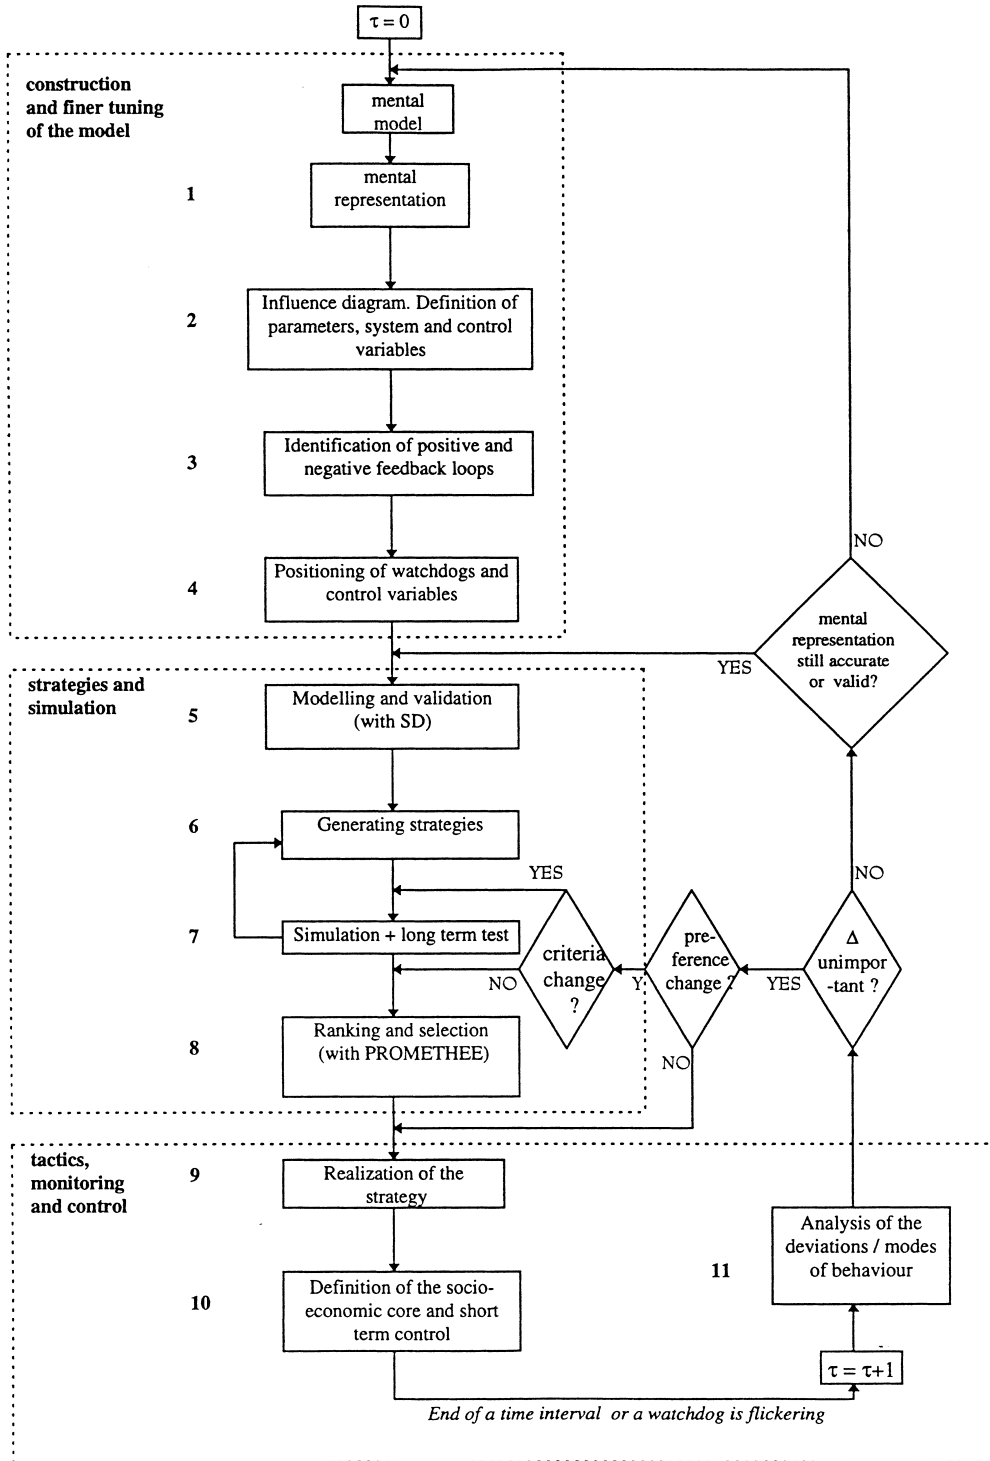 τ = 0
construction
and finer tuning
of the model
mental
model
1
mental
representation
2
Influence diagram. Definition of
parameters, system and control
variables
3
Identification of positive and
negative feedback loops
NO
4
Positioning of watchdogs and
control variables
mental
representation
still accurate
or valid?
YES
strategies and
simulation
5
Modelling and validation
(with SD)
6
Generating strategies
YES
NO
7
Simulation + long term test
criteria
change
?
NO
pre-
ference
change ?
Y
Δ
unimpor
-tant ?
YES
8
Ranking and selection
(with PROMETHEE)
NO
tactics,
monitoring
and control
9
Realization of the
strategy
11
Analysis of the
deviations / modes
of behaviour
10
Definition of the socio-
economic core and short
term control
τ = τ+1
End of a time interval or a watchdog is flickering